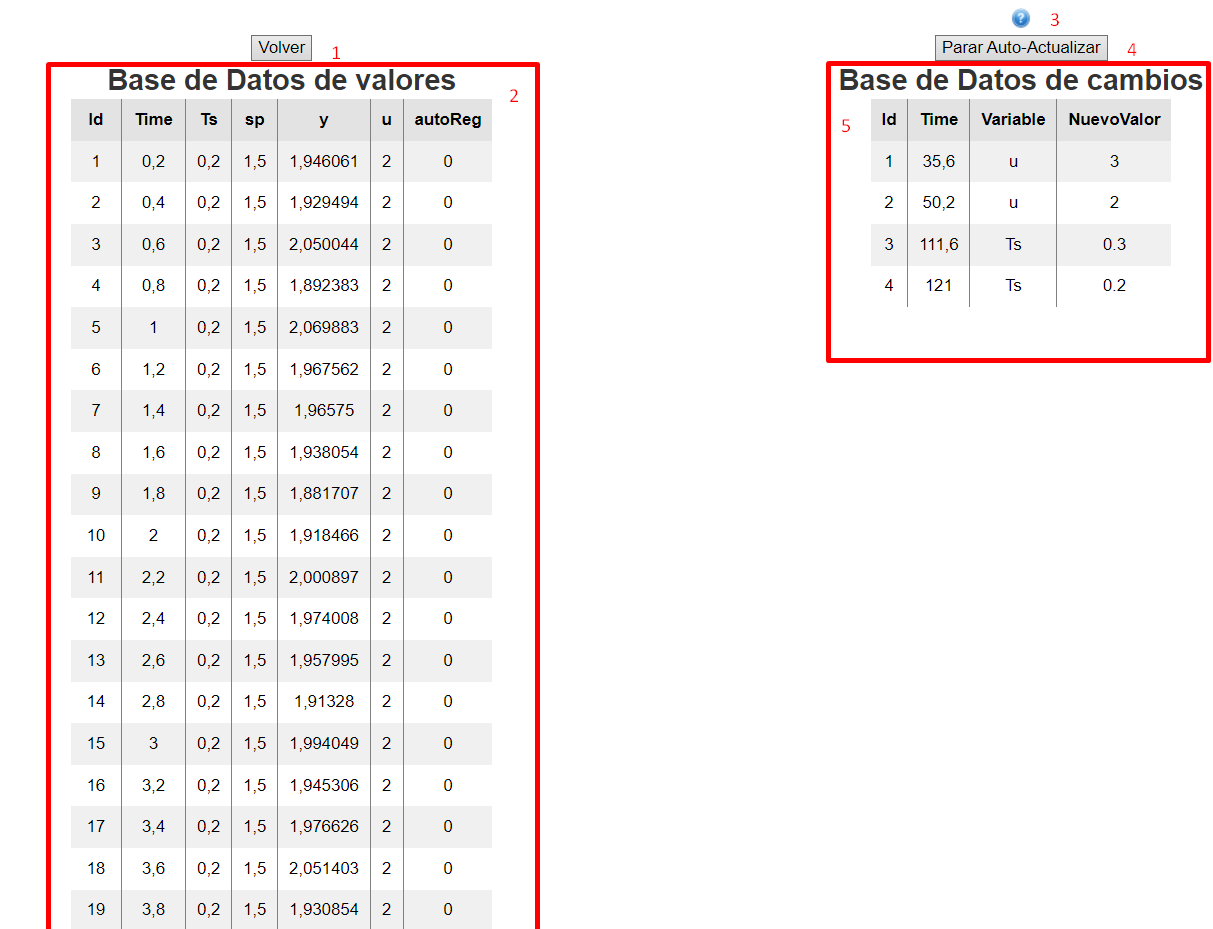 Volver 1
Base de Datos de valores
2
Id Time Ts sp y u autoReg
1 0,2 0,2 1,5 1,946061 2 0
2 0,4 0,2 1,5 1,929494 2 0
3 0,6 0,2 1,5 2,050044 2 0
4 0,8 0,2 1,5 1,892383 2 0
5 1 0,2 1,5 2,069883 2 0
6 1,2 0,2 1,5 1,967562 2 0
7 1,4 0,2 1,5 1,96575 2 0
8 1,6 0,2 1,5 1,938054 2 0
9 1,8 0,2 1,5 1,881707 2 0
10 2 0,2 1,5 1,918466 2 0
11 2,2 0,2 1,5 2,000897 2 0
12 2,4 0,2 1,5 1,974008 2 0
13 2,6 0,2 1,5 1,957995 2 0
14 2,8 0,2 1,5 1,91328 2 0
15 3 0,2 1,5 1,994049 2 0
16 3,2 0,2 1,5 1,945306 2 0
17 3,4 0,2 1,5 1,976626 2 0
18 3,6 0,2 1,5 2,051403 2 0
19 3,8 0,2 1,5 1,930854 2 0
? 3
Parar Auto-Actualizar 4
Base de Datos de cambios
5
Id Time Variable NuevoValor
1 35,6 u 3
2 50,2 u 2
3 111,6 Ts 0.3
4 121 Ts 0.2